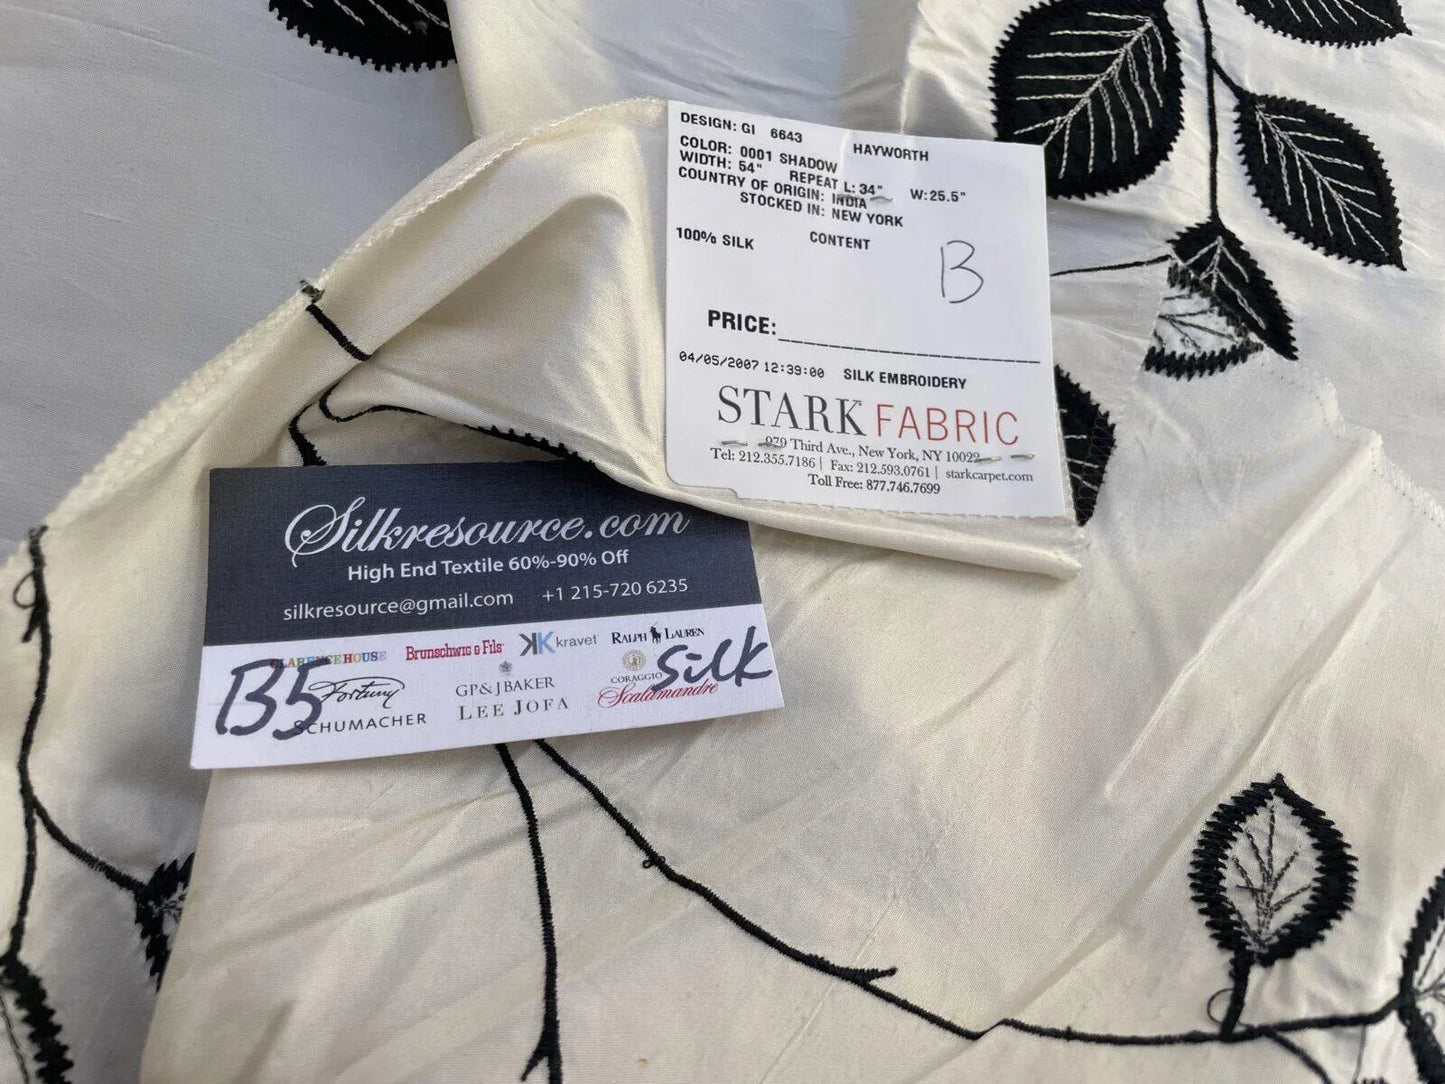 DESIGN: GI 6643 HAYWORTH
COLOR: 0001 SHADOW
WIDTH: 54" REPEAT L: 34" W:25.5"
COUNTRY OF ORIGIN: INDIA
STOCKED IN: NEW YORK
100% SILK CONTENT
B
PRICE:
04/05/2007 12:39:00 SILK EMBROIDERY
STARK FABRIC
979 Third Ave., New York, NY 10022
Tel: 212.355.7186 | Fax: 212.593.0761 | starkcarpet.com
Toll Free: 877.746.7699
Silkresource.com
High End Textile 60%-90% Off
silkresource@gmail.com +1 215-720 6235
CLARENCE HOUSE Brunschwig & Fils kravet RALPH LAUREN
B5 Fortuny GP & J BAKER CORAGGIO Silk
SCHUMACHER LEE JOFA Scalamandre